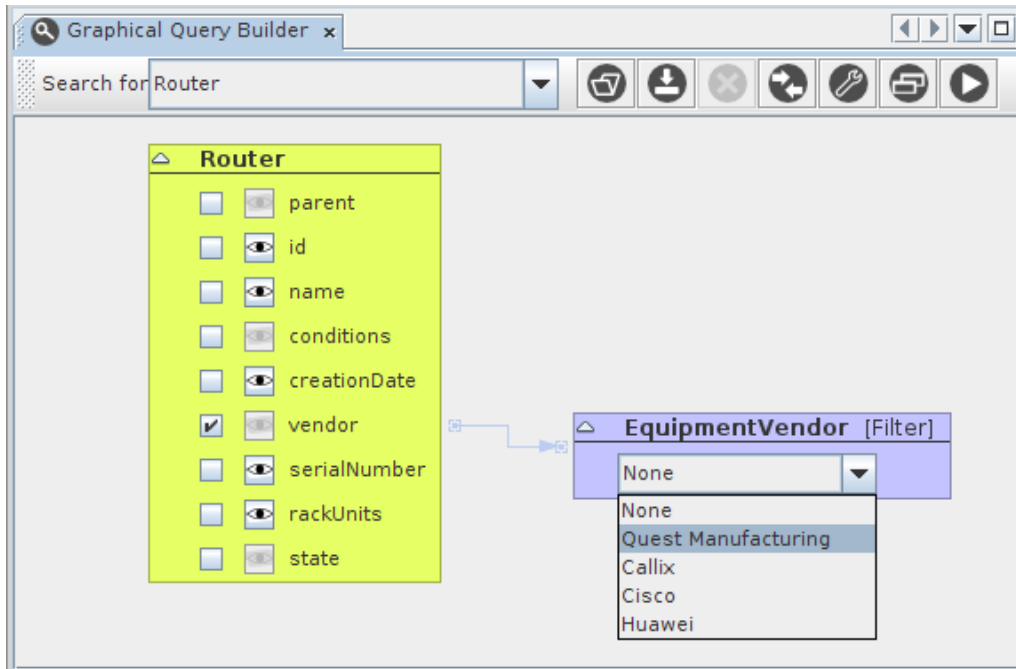 Graphical Query Builder x
Search for Router
Router
parent
id
name
conditions
creationDate
vendor
serialNumber
rackUnits
state
EquipmentVendor [Filter]
None
None
Quest Manufacturing
Callix
Cisco
Huawei